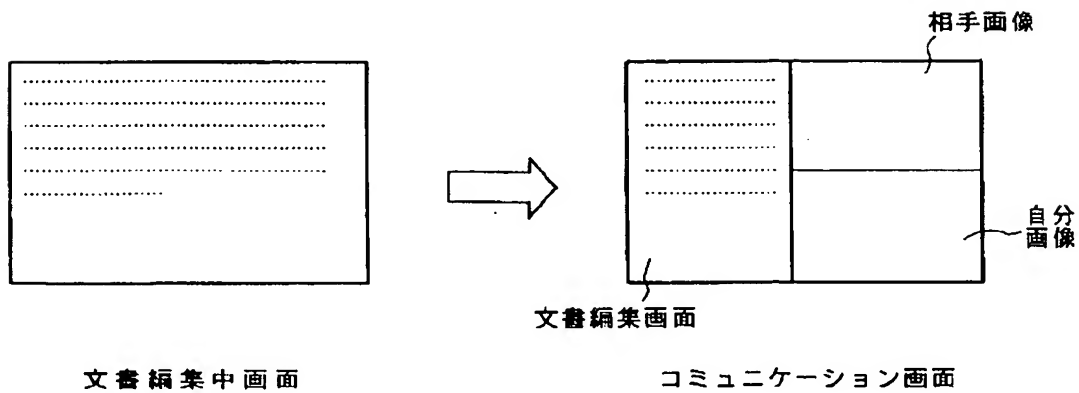 相手画像
自分
画像
文書編集画面
文書編集中画面
コミュニケーション画面